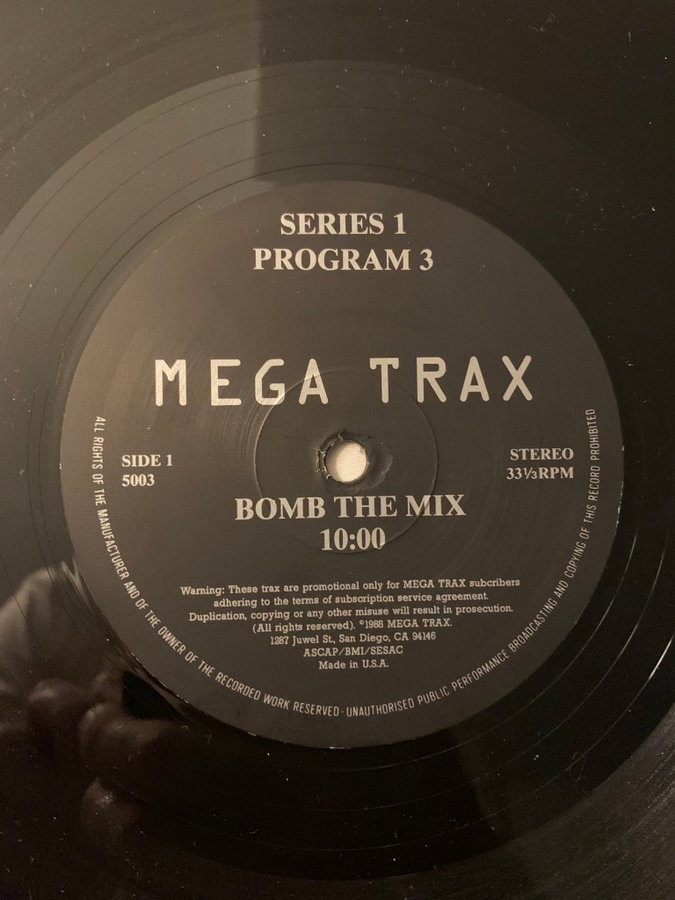 SERIES 1
PROGRAM 3
MEGA TRAX
SIDE 1
5003
STEREO
33⅓RPM
BOMB THE MIX
10:00
Warning: These trax are promotional only for MEGA TRAX subcribers
adhering to the terms of subscription service agreement.
Duplication, copying or any other misuse will result in prosecution.
(All rights reserved). ©1988 MEGA TRAX.
1287 Juwel St., San Diego, CA 94146
ASCAP/BMI/SESAC
Made in U.S.A.
ALL RIGHTS OF THE MANUFACTURER AND OF THE OWNER OF THE RECORDED WORK RESERVED · UNAUTHORISED PUBLIC PERFORMANCE BROADCASTING AND COPYING OF THIS RECORD PROHIBITED